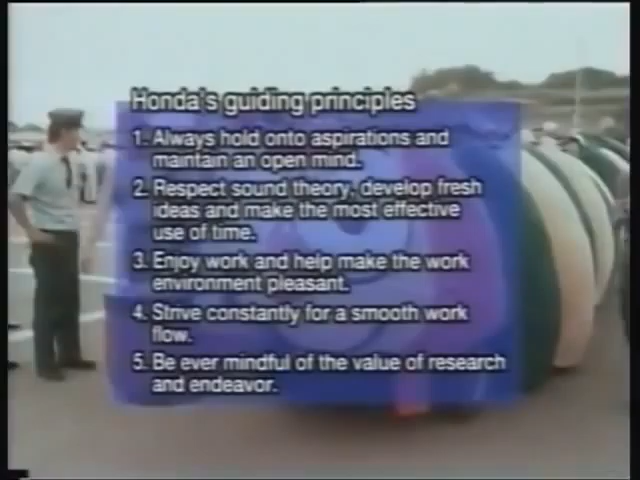 Honda's guiding principles
1. Always hold onto aspirations and
maintain an open mind.
2. Respect sound theory, develop fresh
ideas and make the most effective
use of time.
3. Enjoy work and help make the work
environment pleasant.
4. Strive constantly for a smooth work
flow.
5. Be ever mindful of the value of research
and endeavor.